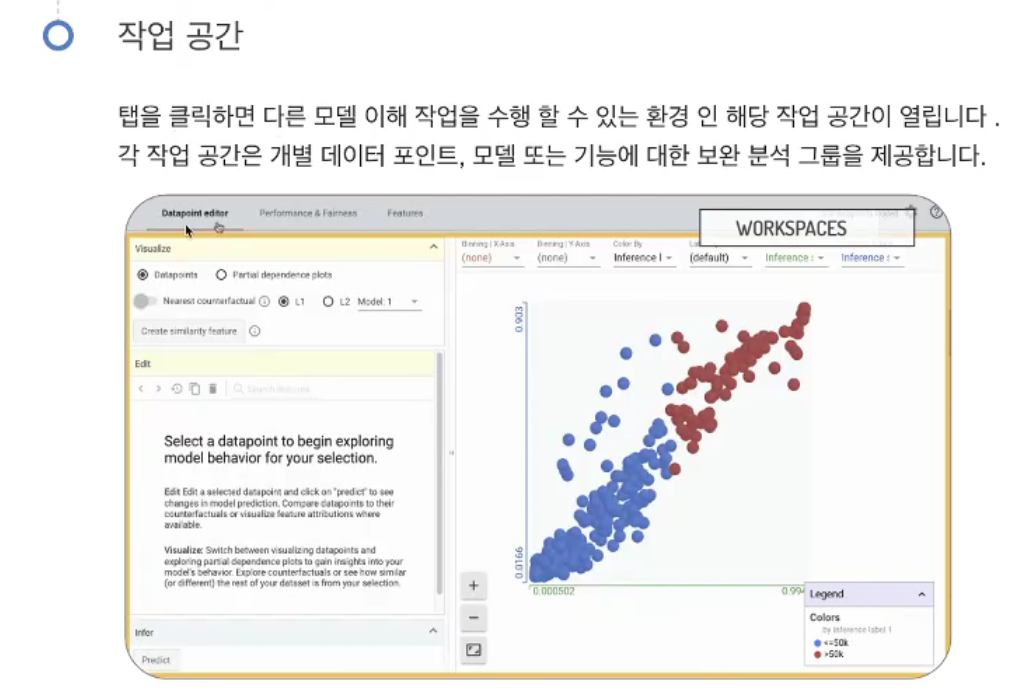 작업 공간
탭을 클릭하면 다른 모델 이해 작업을 수행 할 수 있는 환경 인 해당 작업 공간이 열립니다 .
각 작업 공간은 개별 데이터 포인트, 모델 또는 기능에 대한 보완 분석 그룹을 제공합니다.
Datapoint editor Performance & Fairness Features
WORKSPACES
Visualize
Binning | X-Axis Binning | Y-Axis Color By
(none) (none) Inference l (default) Inference : Inference :
Datapoints Partial dependence plots
Nearest counterfactual L1 L2 Model: 1
Create similarity feature
Edit
Search features
Select a datapoint to begin exploring
model behavior for your selection.
Edit Edit a selected datapoint and click on "predict" to see
changes in model prediction. Compare datapoints to their
counterfactuals or visualize feature attributions where
available.
Visualize: Switch between visualizing datapoints and
exploring partial dependence plots to gain insights into your
model's behavior. Explore counterfactuals or see how similar
(or different) the rest of your dataset is from your selection.
Infer
Predict
0.903
0.0166
0.000502 0.994
Legend
Colors
by Inference label 1
<=50k
>50k